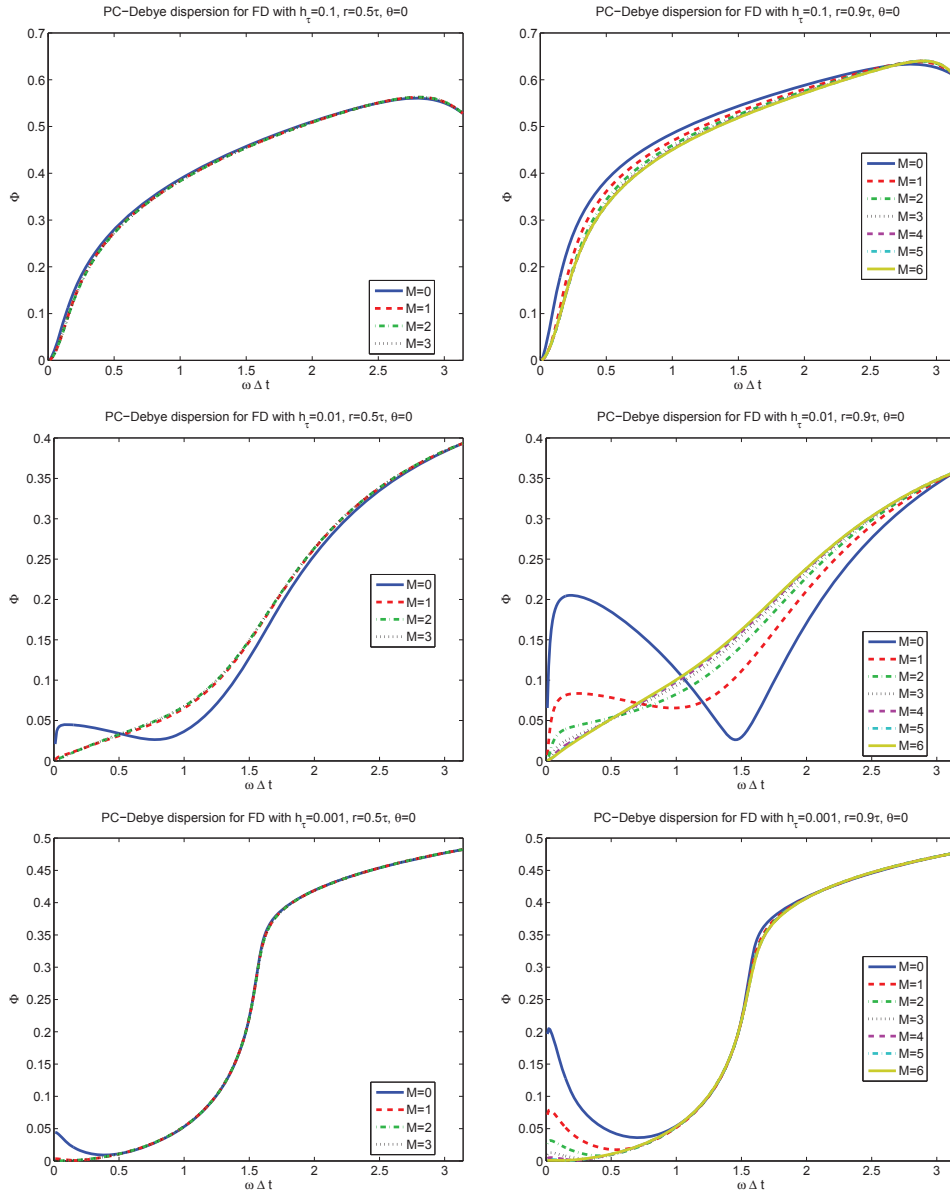 PC−Debye dispersion for FD with hτ=0.1, r=0.5τ, θ=0
0.7
0.6
0.5
0.4
0.3
0.2
0.1
0
Φ
0 0.5 1 1.5 2 2.5 3
ω Δ t
M=0
M=1
M=2
M=3
PC−Debye dispersion for FD with hτ=0.1, r=0.9τ, θ=0
0.7
0.6
0.5
0.4
0.3
0.2
0.1
0
Φ
0 0.5 1 1.5 2 2.5 3
ω Δ t
M=0
M=1
M=2
M=3
M=4
M=5
M=6
PC−Debye dispersion for FD with hτ=0.01, r=0.5τ, θ=0
0.4
0.35
0.3
0.25
0.2
0.15
0.1
0.05
0
Φ
0 0.5 1 1.5 2 2.5 3
ω Δ t
M=0
M=1
M=2
M=3
PC−Debye dispersion for FD with hτ=0.01, r=0.9τ, θ=0
0.4
0.35
0.3
0.25
0.2
0.15
0.1
0.05
0
Φ
0 0.5 1 1.5 2 2.5 3
ω Δ t
M=0
M=1
M=2
M=3
M=4
M=5
M=6
PC−Debye dispersion for FD with hτ=0.001, r=0.5τ, θ=0
0.5
0.45
0.4
0.35
0.3
0.25
0.2
0.15
0.1
0.05
0
Φ
0 0.5 1 1.5 2 2.5 3
ω Δ t
M=0
M=1
M=2
M=3
PC−Debye dispersion for FD with hτ=0.001, r=0.9τ, θ=0
0.5
0.45
0.4
0.35
0.3
0.25
0.2
0.15
0.1
0.05
0
Φ
0 0.5 1 1.5 2 2.5 3
ω Δ t
M=0
M=1
M=2
M=3
M=4
M=5
M=6